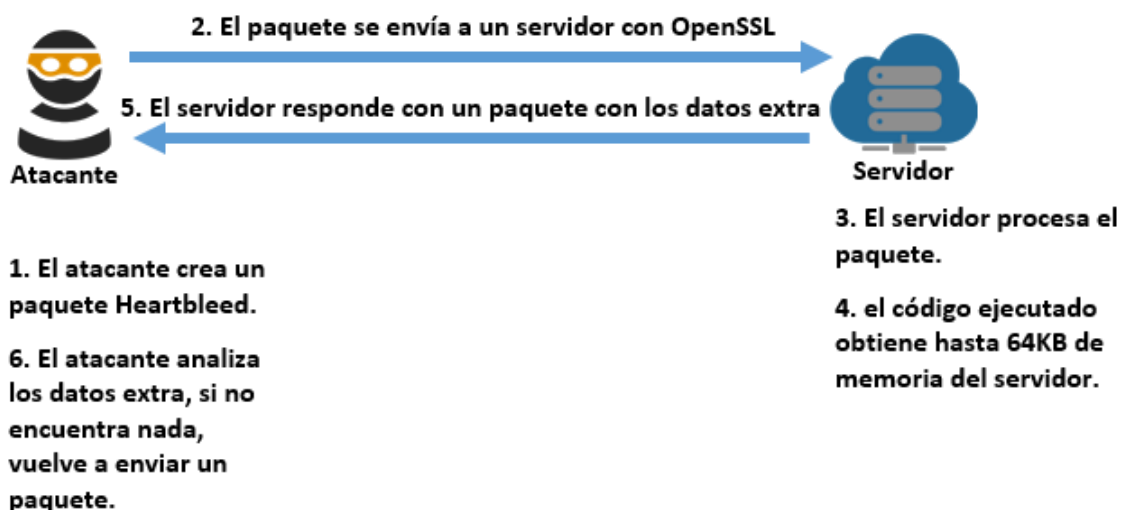 2. El paquete se envía a un servidor con OpenSSL
5. El servidor responde con un paquete con los datos extra
Atacante
Servidor
1. El atacante crea un
paquete Heartbleed.
6. El atacante analiza
los datos extra, si no
encuentra nada,
vuelve a enviar un
paquete.
3. El servidor procesa el
paquete.
4. el código ejecutado
obtiene hasta 64KB de
memoria del servidor.